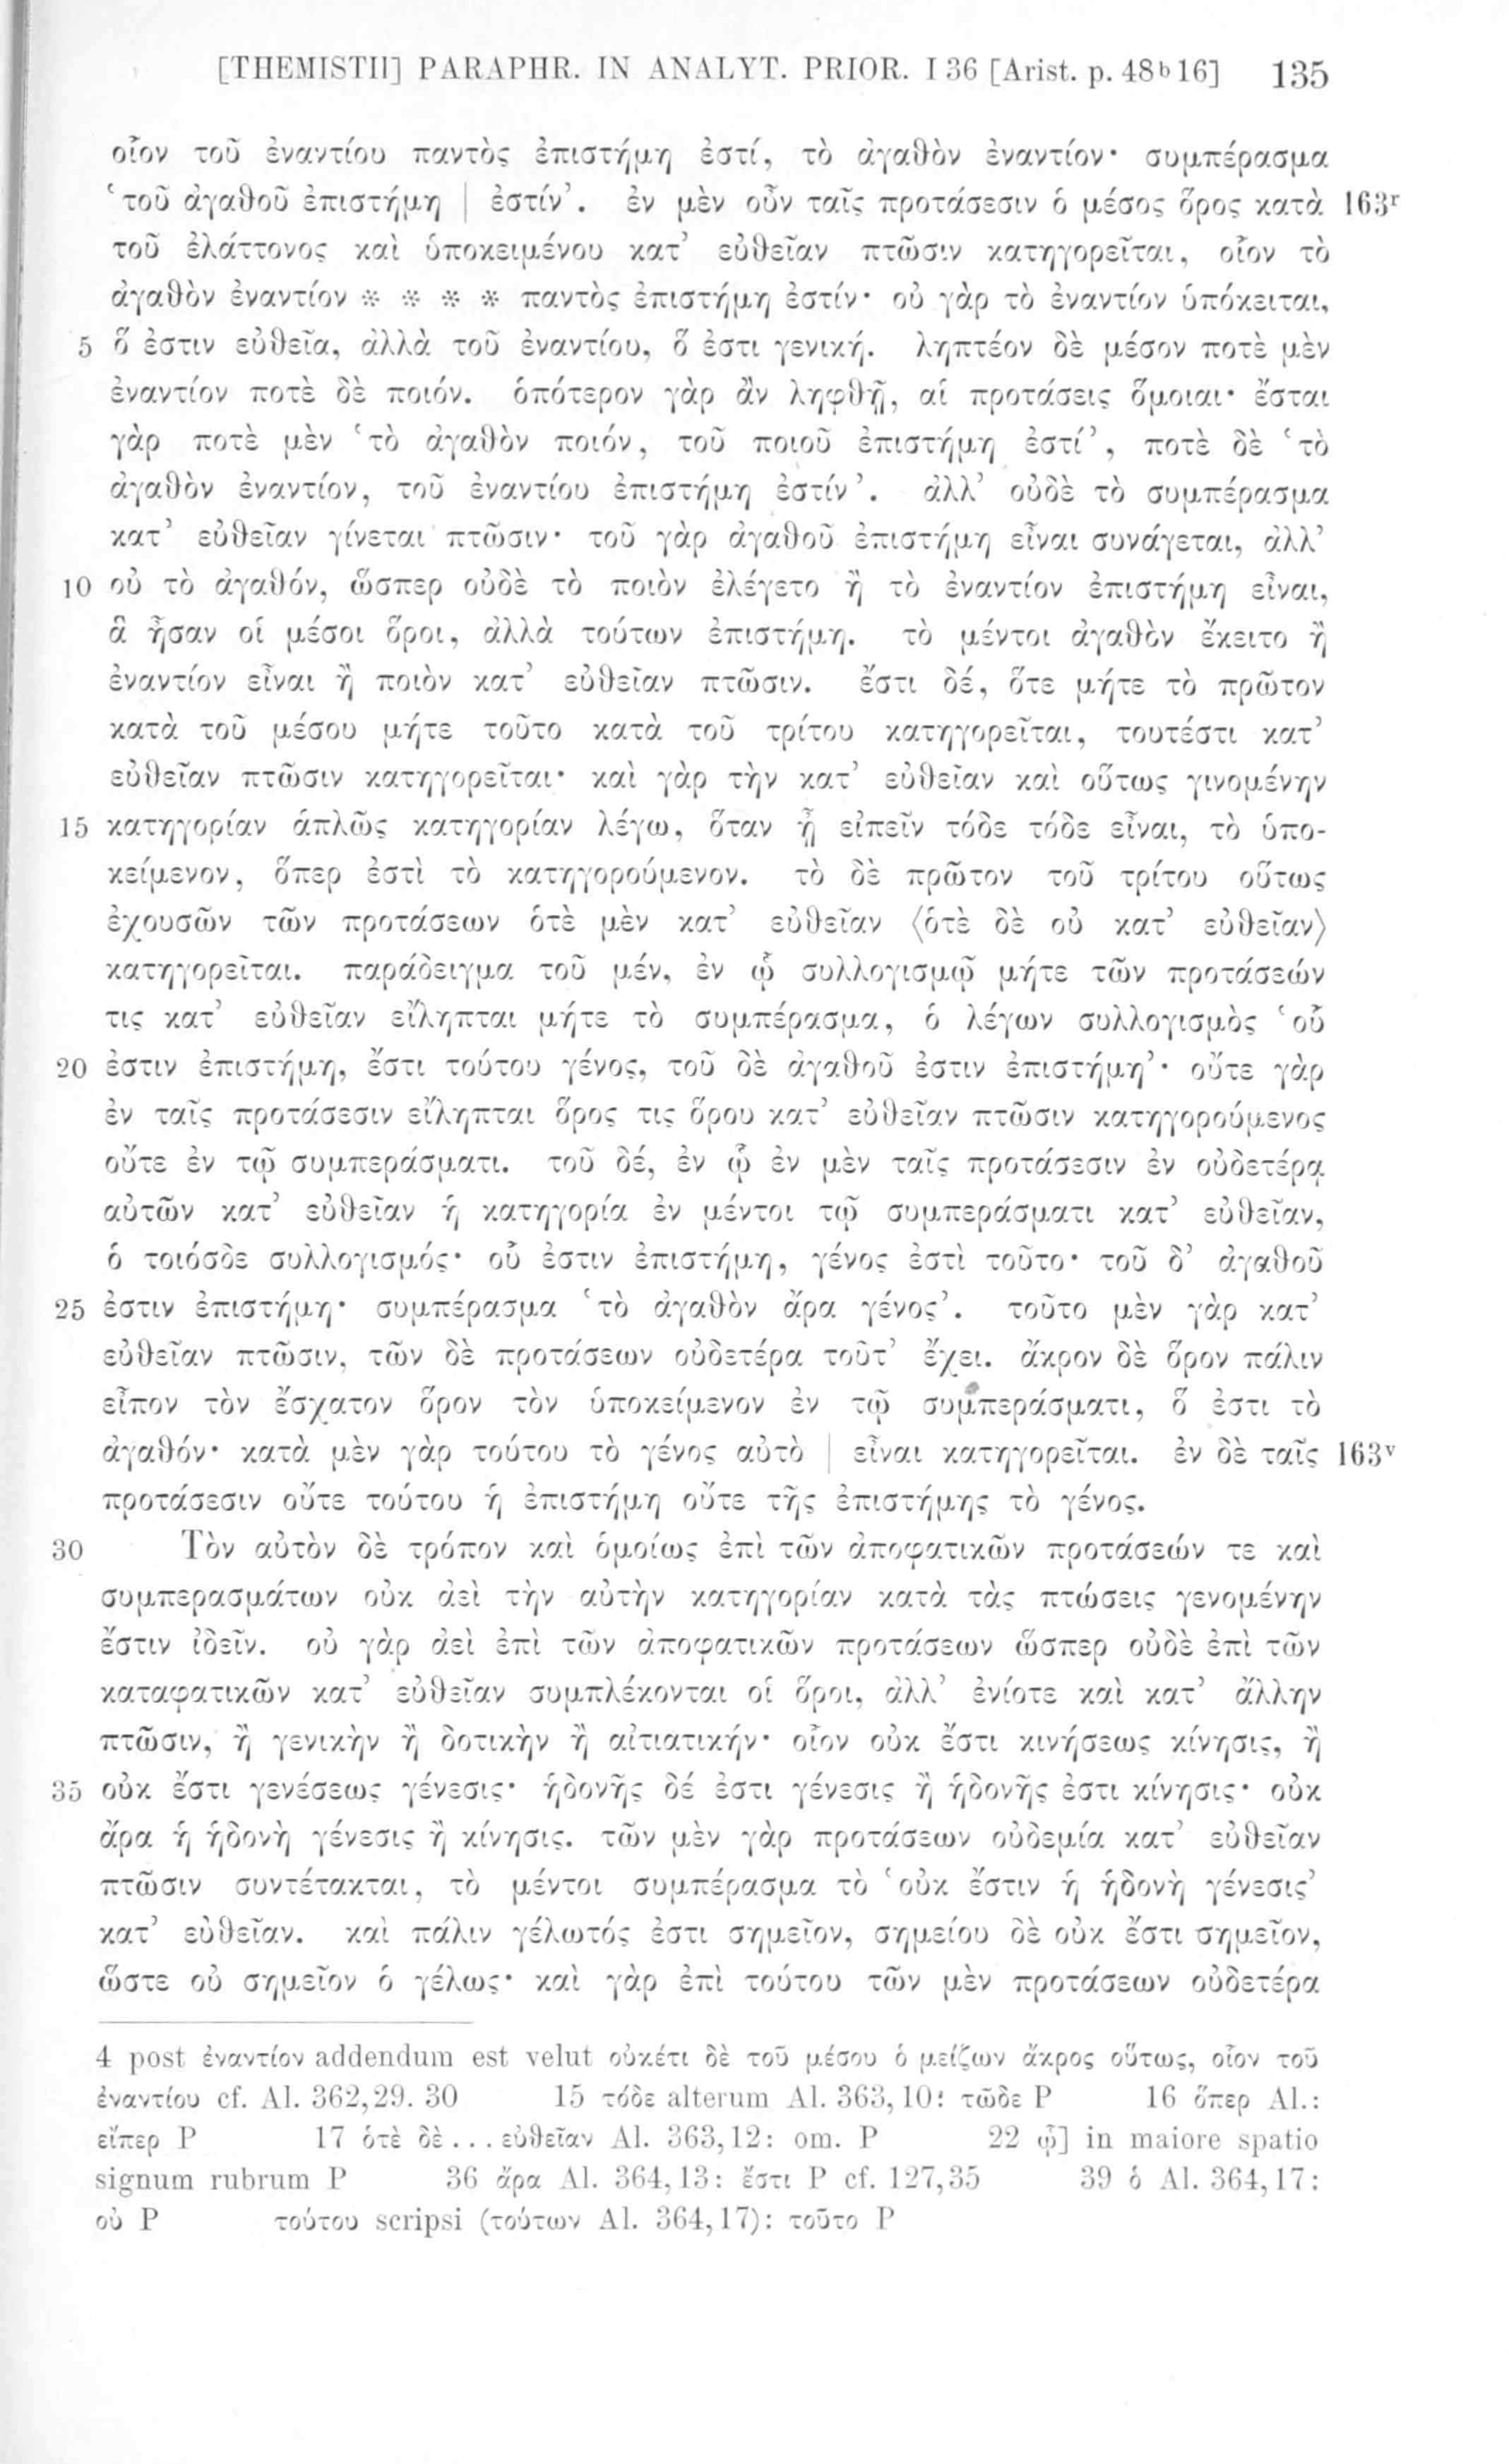 [THEMISTII] PARAPHR. IN ANALYT. PRIOR. I 36 [Arist. p. 48ᵇ16] 135
οἷον τοῦ ἐναντίου παντὸς ἐπιστήμη ἐστί, τὸ ἀγαθὸν ἐναντίον· συμπέρασμα
‘τοῦ ἀγαθοῦ ἐπιστήμη | ἐστίν’. ἐν μὲν οὖν ταῖς προτάσεσιν ὁ μέσος ὅρος κατὰ 163ʳ
τοῦ ἐλάττονος καὶ ὑποκειμένου κατ’ εὐθεῖαν πτῶσιν κατηγορεῖται, οἷον τὸ
ἀγαθὸν ἐναντίον * * * * παντὸς ἐπιστήμη ἐστίν· οὐ γὰρ τὸ ἐναντίον ὑπόκειται,
5 ὅ ἐστιν εὐθεῖα, ἀλλὰ τοῦ ἐναντίου, ὅ ἐστι γενική. ληπτέον δὲ μέσον ποτὲ μὲν
ἐναντίον ποτὲ δὲ ποιόν. ὁπότερον γὰρ ἂν ληφθῇ, αἱ προτάσεις ὅμοιαι· ἔσται
γὰρ ποτὲ μὲν ‘τὸ ἀγαθὸν ποιόν, τοῦ ποιοῦ ἐπιστήμη ἐστί’, ποτὲ δὲ ‘τὸ
ἀγαθὸν ἐναντίον, τοῦ ἐναντίου ἐπιστήμη ἐστίν’. ἀλλ’ οὐδὲ τὸ συμπέρασμα
κατ’ εὐθεῖαν γίνεται πτῶσιν· τοῦ γὰρ ἀγαθοῦ ἐπιστήμη εἶναι συνάγεται, ἀλλ’
10 οὐ τὸ ἀγαθόν, ὥσπερ οὐδὲ τὸ ποιὸν ἐλέγετο ἢ τὸ ἐναντίον ἐπιστήμη εἶναι,
ἃ ἦσαν οἱ μέσοι ὅροι, ἀλλὰ τούτων ἐπιστήμη. τὸ μέντοι ἀγαθὸν ἔκειτο ἢ
ἐναντίον εἶναι ἢ ποιὸν κατ’ εὐθεῖαν πτῶσιν. ἔστι δέ, ὅτε μήτε τὸ πρῶτον
κατὰ τοῦ μέσου μήτε τοῦτο κατὰ τοῦ τρίτου κατηγορεῖται, τουτέστι κατ’
εὐθεῖαν πτῶσιν κατηγορεῖται· καὶ γὰρ τὴν κατ’ εὐθεῖαν καὶ οὕτως γινομένην
15 κατηγορίαν ἁπλῶς κατηγορίαν λέγω, ὅταν ᾖ εἰπεῖν τόδε τόδε εἶναι, τὸ ὑπο-
κείμενον, ὅπερ ἐστὶ τὸ κατηγορούμενον. τὸ δὲ πρῶτον τοῦ τρίτου οὕτως
ἐχουσῶν τῶν προτάσεων ὁτὲ μὲν κατ’ εὐθεῖαν ⟨ὁτὲ δὲ οὐ κατ’ εὐθεῖαν⟩
κατηγορεῖται. παράδειγμα τοῦ μέν, ἐν ᾧ συλλογισμῷ μήτε τῶν προτάσεών
τις κατ’ εὐθεῖαν εἴληπται μήτε τὸ συμπέρασμα, ὁ λέγων συλλογισμὸς ‘οὗ
20 ἐστιν ἐπιστήμη, ἔστι τούτου γένος, τοῦ δὲ ἀγαθοῦ ἐστιν ἐπιστήμη’· οὔτε γὰρ
ἐν ταῖς προτάσεσιν εἴληπται ὅρος τις ὅρου κατ’ εὐθεῖαν πτῶσιν κατηγορούμενος
οὔτε ἐν τῷ συμπεράσματι. τοῦ δέ, ἐν ᾧ ἐν μὲν ταῖς προτάσεσιν ἐν οὐδετέρᾳ
αὐτῶν κατ’ εὐθεῖαν ἡ κατηγορία ἐν μέντοι τῷ συμπεράσματι κατ’ εὐθεῖαν,
ὁ τοιόσδε συλλογισμός· οὗ ἐστιν ἐπιστήμη, γένος ἐστὶ τοῦτο· τοῦ δ’ ἀγαθοῦ
25 ἐστιν ἐπιστήμη· συμπέρασμα ‘τὸ ἀγαθὸν ἄρα γένος’. τοῦτο μὲν γὰρ κατ’
εὐθεῖαν πτῶσιν, τῶν δὲ προτάσεων οὐδετέρα τοῦτ’ ἔχει. ἄκρον δὲ ὅρον πάλιν
εἶπον τὸν ἔσχατον ὅρον τὸν ὑποκείμενον ἐν τῷ συμπεράσματι, ὅ ἐστι τὸ
ἀγαθόν· κατὰ μὲν γὰρ τούτου τὸ γένος αὐτὸ | εἶναι κατηγορεῖται. ἐν δὲ ταῖς 163ᵛ
προτάσεσιν οὔτε τούτου ἡ ἐπιστήμη οὔτε τῆς ἐπιστήμης τὸ γένος.
30 Τὸν αὐτὸν δὲ τρόπον καὶ ὁμοίως ἐπὶ τῶν ἀποφατικῶν προτάσεών τε καὶ
συμπερασμάτων οὐκ ἀεὶ τὴν αὐτὴν κατηγορίαν κατὰ τὰς πτώσεις γενομένην
ἔστιν ἰδεῖν. οὐ γὰρ ἀεὶ ἐπὶ τῶν ἀποφατικῶν προτάσεων ὥσπερ οὐδὲ ἐπὶ τῶν
καταφατικῶν κατ’ εὐθεῖαν συμπλέκονται οἱ ὅροι, ἀλλ’ ἐνίοτε καὶ κατ’ ἄλλην
πτῶσιν, ἢ γενικὴν ἢ δοτικὴν ἢ αἰτιατικήν· οἷον οὐκ ἔστι κινήσεως κίνησις, ἢ
35 οὐκ ἔστι γενέσεως γένεσις· ἡδονῆς δέ ἐστι γένεσις ἢ ἡδονῆς ἐστι κίνησις· οὐκ
ἄρα ἡ ἡδονὴ γένεσις ἢ κίνησις. τῶν μὲν γὰρ προτάσεων οὐδεμία κατ’ εὐθεῖαν
πτῶσιν συντέτακται, τὸ μέντοι συμπέρασμα τὸ ‘οὐκ ἔστιν ἡ ἡδονὴ γένεσις’
κατ’ εὐθεῖαν. καὶ πάλιν γέλωτός ἐστι σημεῖον, σημείου δὲ οὐκ ἔστι σημεῖον,
ὥστε οὐ σημεῖον ὁ γέλως· καὶ γὰρ ἐπὶ τούτου τῶν μὲν προτάσεων οὐδετέρα
4 post ἐναντίον addendum est velut οὐκέτι δὲ τοῦ μέσου ὁ μείζων ἄκρος οὕτως, οἷον τοῦ
ἐναντίου cf. Al. 362,29. 30 15 τόδε alterum Al. 363,10: τῶδε P 16 ὅπερ Al.:
εἴπερ P 17 ὁτὲ δὲ ... εὐθεῖαν Al. 363,12: om. P 22 ᾧ] in maiore spatio
signum rubrum P 36 ἄρα Al. 364,13: ἔστι P cf. 127,35 39 ὁ Al. 364,17:
οὐ P τούτου scripsi (τούτων Al. 364,17): τοῦτο P